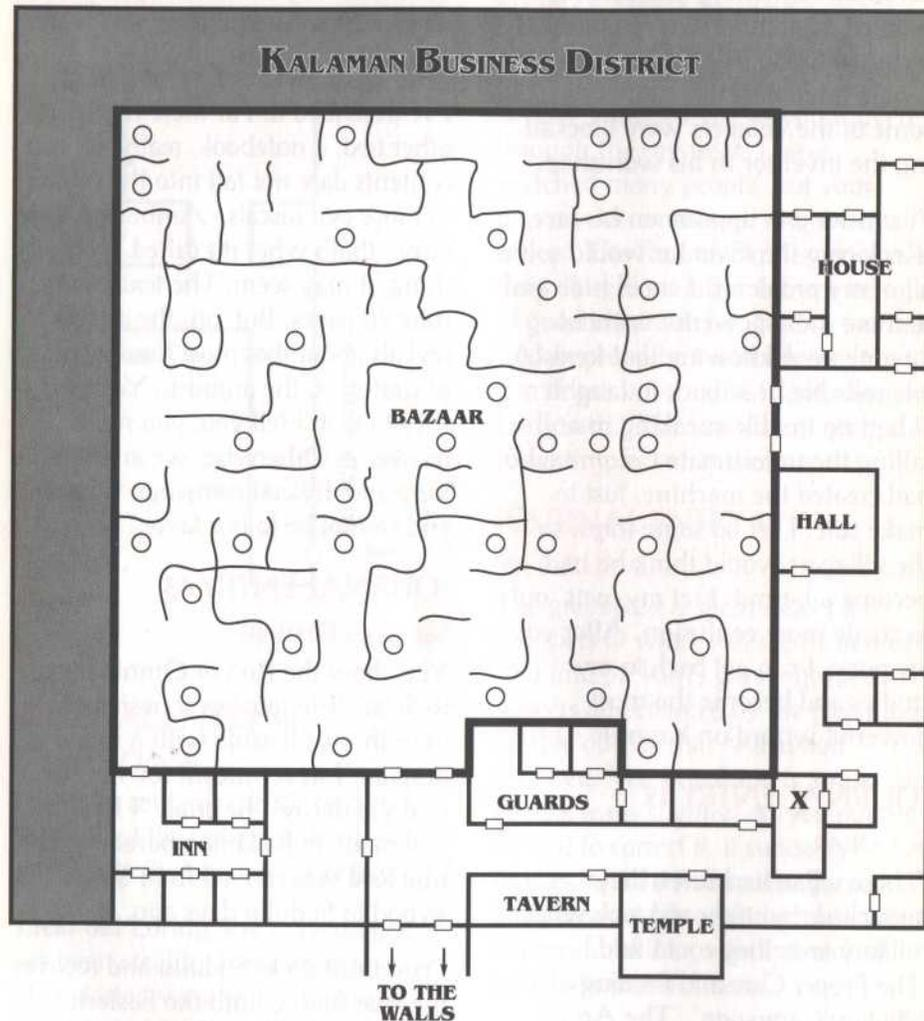 KALAMAN BUSINESS DISTRICT
HOUSE
BAZAAR
HALL
GUARDS
X
INN
TAVERN
TEMPLE
TO THE
WALLS